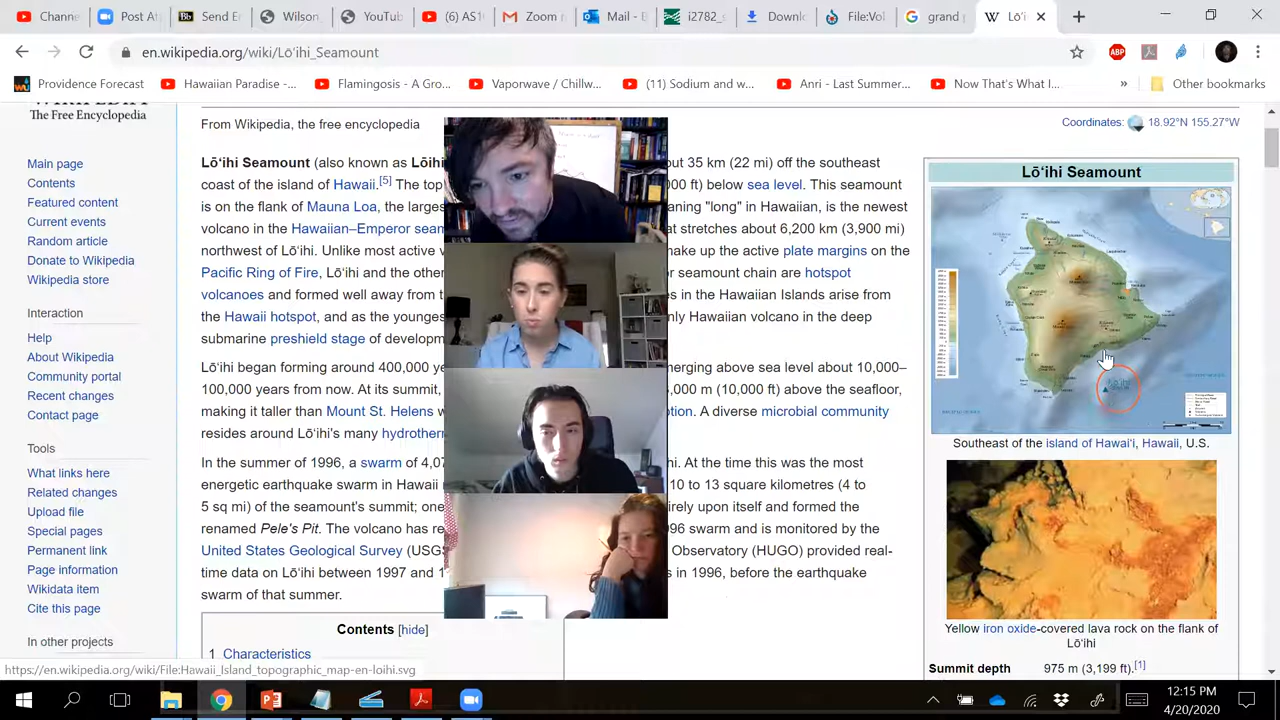 Channe
Post At
Send In
Wilson
YouTub
(6) AS1
Zoom n
Mail - B
i2782_g
Downl
File:Vol
grand p
Lō'ih
en.wikipedia.org/wiki/Lōʻihi_Seamount
ABP
Providence Forecast
Hawaiian Paradise -...
Flamingosis - A Gro...
Vaporwave / Chillw...
(11) Sodium and w...
Anri - Last Summer...
Now That's What I...
»
Other bookmarks
The Free Encyclopedia
Main page
Contents
Featured content
Current events
Random article
Donate to Wikipedia
Wikipedia store
Interaction
Help
About Wikipedia
Community portal
Recent changes
Contact page
Tools
What links here
Related changes
Upload file
Special pages
Permanent link
Page information
Wikidata item
Cite this page
In other projects
From Wikipedia, the free encyclopedia
Coordinates: 18.92°N 155.27°W
Lōʻihi Seamount (also known as Lōihi ut 35 km (22 mi) off the southeast
coast of the island of Hawaii.[5] The top 00 ft) below sea level. This seamount
is on the flank of Mauna Loa, the larges aning "long" in Hawaiian, is the newest
volcano in the Hawaiian–Emperor seam at stretches about 6,200 km (3,900 mi)
northwest of Lōʻihi. Unlike most active v ake up the active plate margins on the
Pacific Ring of Fire, Lōʻihi and the other r seamount chain are hotspot
volcanoes and formed well away from t es in the Hawaiian Islands arise from
the Hawaii hotspot, and as the younges nly Hawaiian volcano in the deep
submarine preshield stage of developm
Lōʻihi began forming around 400,000 ye erging above sea level about 10,000–
100,000 years from now. At its summit, ,000 m (10,000 ft) above the seafloor,
making it taller than Mount St. Helens w ption. A diverse microbial community
resides around Lōʻihi's many hydrother
In the summer of 1996, a swarm of 4,07 hi. At the time this was the most
energetic earthquake swarm in Hawaii 10 to 13 square kilometres (4 to
5 sq mi) of the seamount's summit; one irely upon itself and formed the
renamed Pele's Pit. The volcano has re 96 swarm and is monitored by the
United States Geological Survey (USGS Observatory (HUGO) provided real-
time data on Lōʻihi between 1997 and 1 s in 1996, before the earthquake
swarm of that summer.
Contents [hide]
1 Characteristics
Lōʻihi Seamount
Southeast of the island of Hawaiʻi, Hawaii, U.S.
Yellow iron oxide-covered lava rock on the flank of
Lōʻihi
Summit depth 975 m (3,199 ft).[1]
https://en.wikipedia.org/wiki/File:Hawaii_Island_topographic_map-en-loihi.svg
12:15 PM
4/20/2020